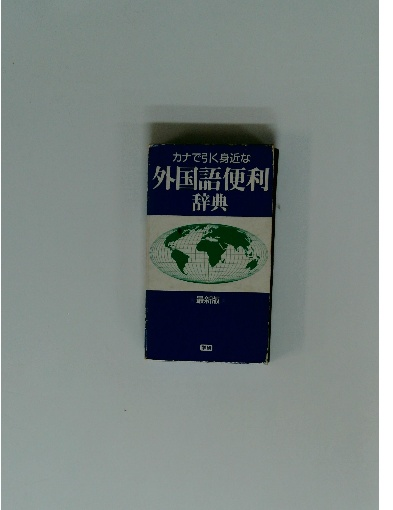 カナで引く身近な
外国語便利
辞典
最新版